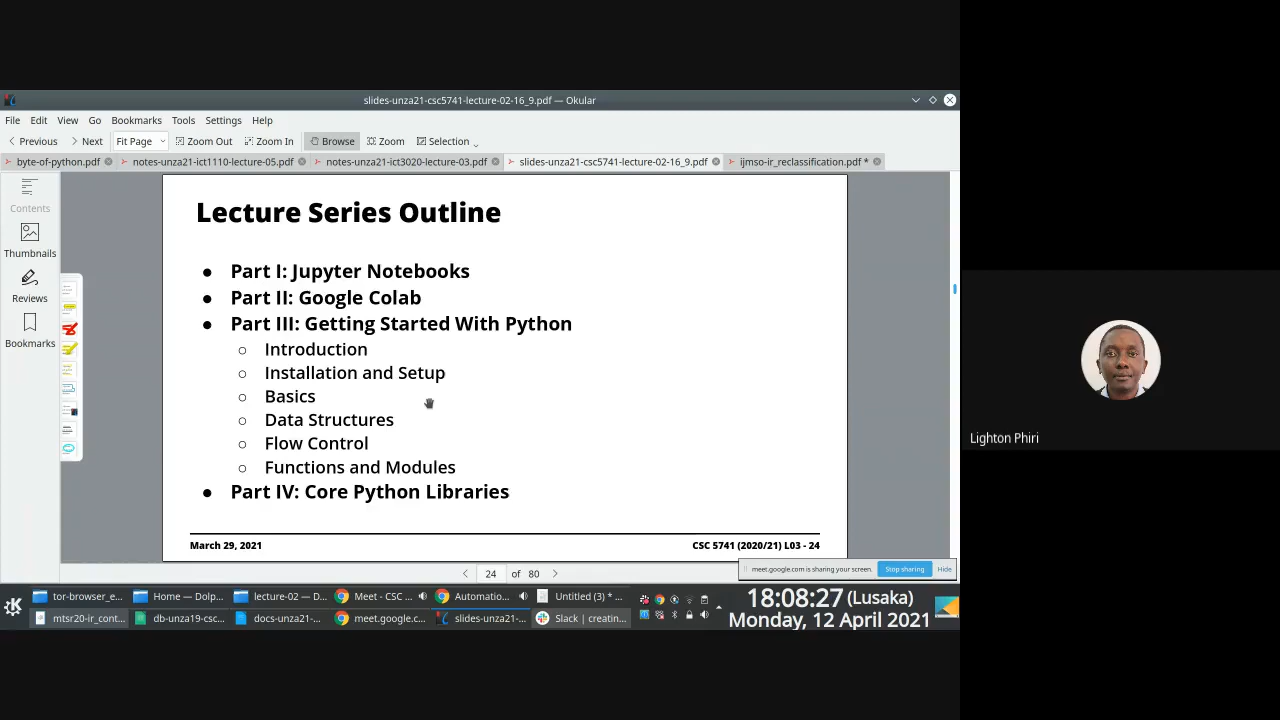 slides-unza21-csc5741-lecture-02-16_9.pdf — Okular
File Edit View Go Bookmarks Tools Settings Help
Previous Next Fit Page Zoom Out Zoom In Browse Zoom Selection
byte-of-python.pdf notes-unza21-ict1110-lecture-05.pdf notes-unza21-ict3020-lecture-03.pdf slides-unza21-csc5741-lecture-02-16_9.pdf ijmso-ir_reclassification.pdf *
Contents
Thumbnails
Reviews
Bookmarks
Lecture Series Outline
● Part I: Jupyter Notebooks
● Part II: Google Colab
● Part III: Getting Started With Python
○ Introduction
○ Installation and Setup
○ Basics
○ Data Structures
○ Flow Control
○ Functions and Modules
● Part IV: Core Python Libraries
March 29, 2021 CSC 5741 (2020/21) L03 - 24
24 of 80
meet.google.com is sharing your screen. Stop sharing Hide
tor-browser_e... Home — Dolp... lecture-02 — D... Meet - CSC ... Automatio... Untitled (3) * ...
mtsr20-ir_cont... db-unza19-csc... docs-unza21-... meet.google.c... slides-unza21-... Slack | creatin...
18:08:27 (Lusaka)
Monday, 12 April 2021
Lighton Phiri